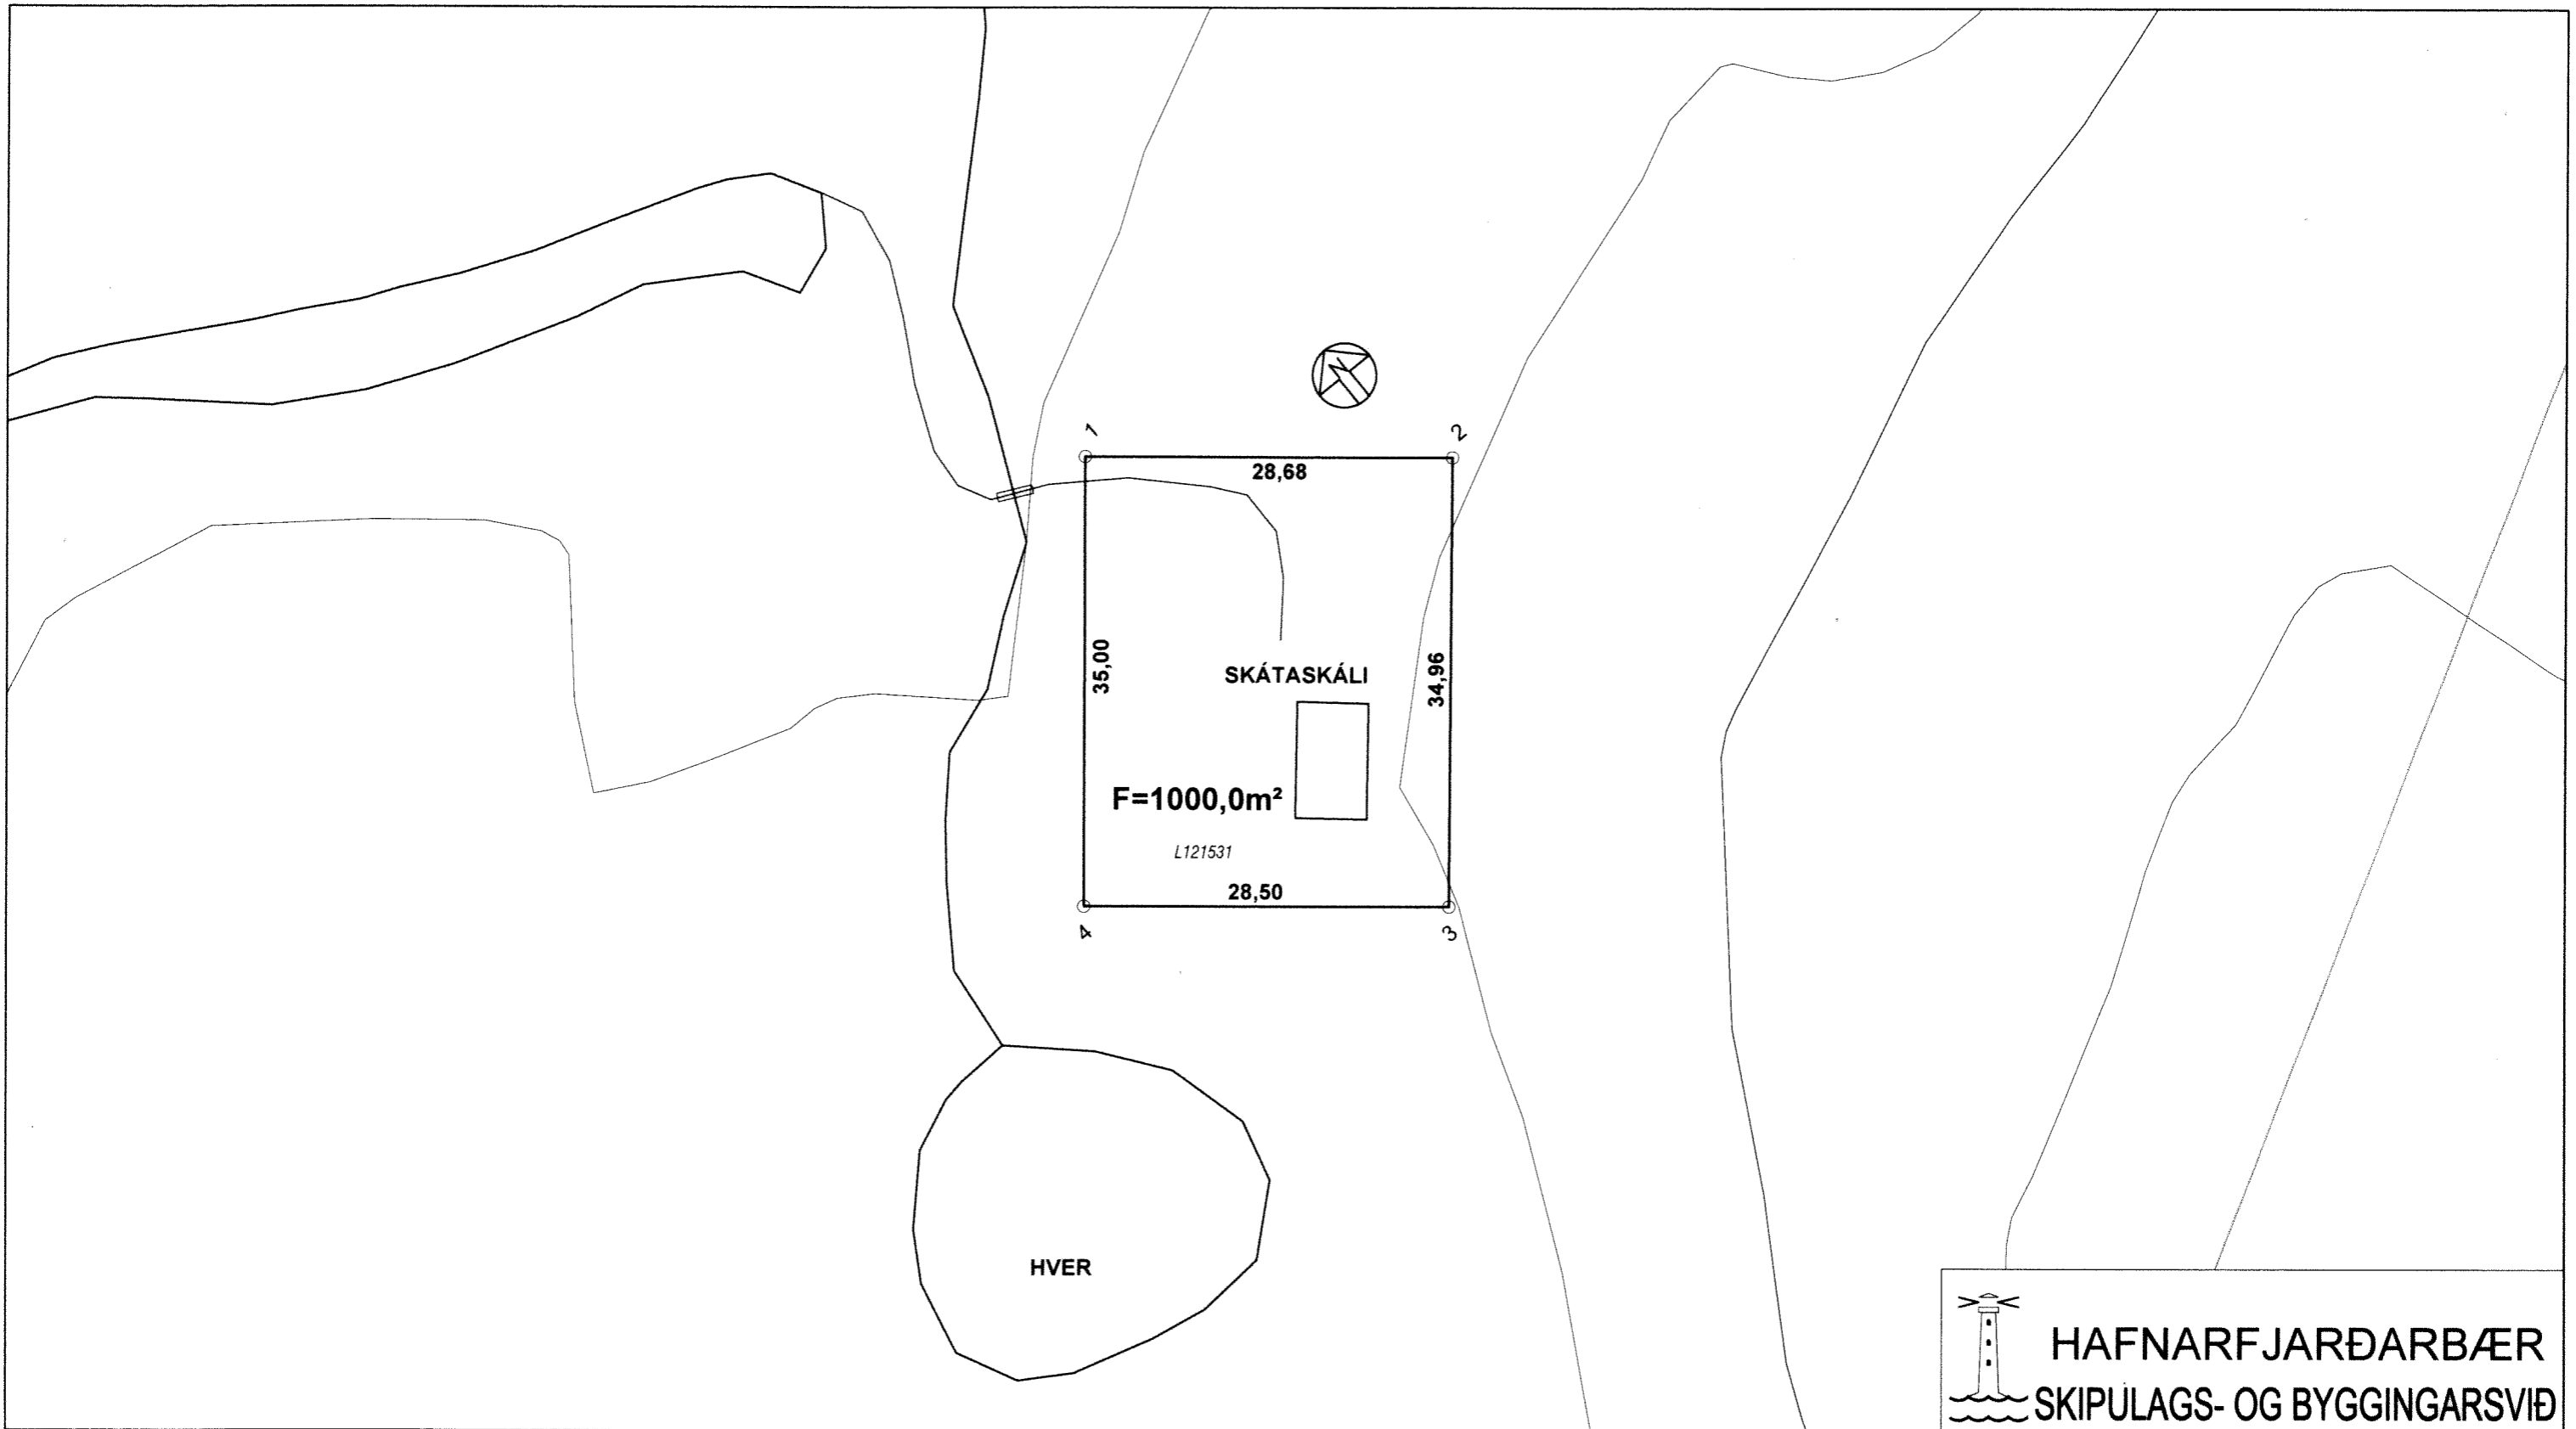 1
2
28,68
35,00
34,96
SKÁTASKÁLI
F=1000,0m²
L121531
28,50
4
3
HVER
HAFNARFJARÐARBÆR
SKIPULAGS- OG BYGGINGARSVIÐ